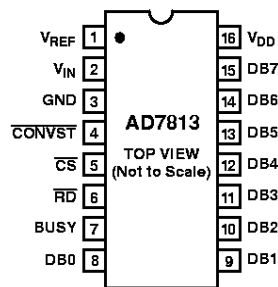 VREF 1 16 VDD
VIN 2 15 DB7
GND 3 14 DB6
CONVST 4 13 DB5
AD7813
CS 5 12 DB4
TOP VIEW
(Not to Scale)
RD 6 11 DB3
BUSY 7 10 DB2
DB0 8 9 DB1